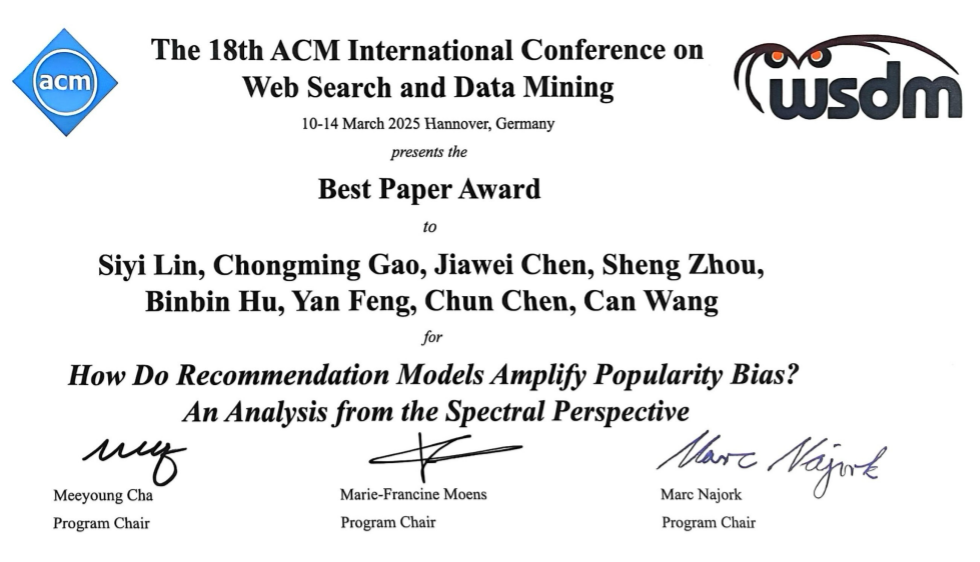 acm
The 18th ACM International Conference on
Web Search and Data Mining
wsdm
10-14 March 2025 Hannover, Germany
presents the
Best Paper Award
to
Siyi Lin, Chongming Gao, Jiawei Chen, Sheng Zhou,
Binbin Hu, Yan Feng, Chun Chen, Can Wang
for
How Do Recommendation Models Amplify Popularity Bias?
An Analysis from the Spectral Perspective
Marc Najork
Meeyoung Cha
Marie-Francine Moens
Marc Najork
Program Chair
Program Chair
Program Chair